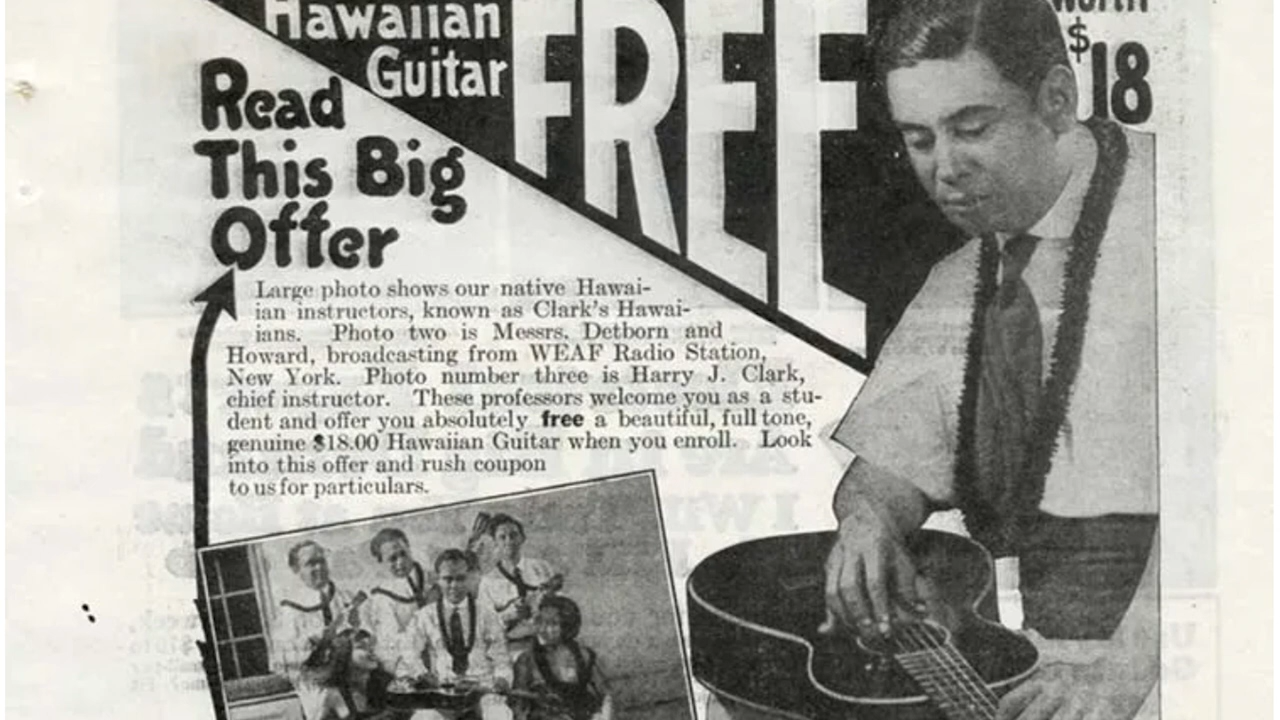 Hawaiian
Guitar
FREE
Worth
$18
Read
This Big
Offer
Large photo shows our native Hawai-
ian instructors, known as Clark's Hawai-
ians. Photo two is Messrs. Detborn and
Howard, broadcasting from WEAF Radio Station,
New York. Photo number three is Harry J. Clark,
chief instructor. These professors welcome you as a stu-
dent and offer you absolutely free a beautiful, full tone,
genuine $18.00 Hawaiian Guitar when you enroll. Look
into this offer and rush coupon
to us for particulars.